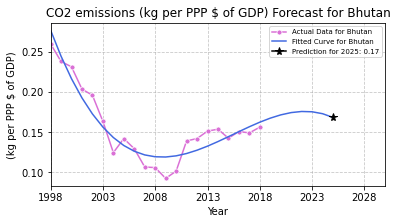 CO2 emissions (kg per PPP $ of GDP) Forecast for Bhutan
Actual Data for Bhutan
Fitted Curve for Bhutan
Prediction for 2025: 0.17
(kg per PPP $ of GDP)
0.25
0.20
0.15
0.10
1998 2003 2008 2013 2018 2023 2028
Year